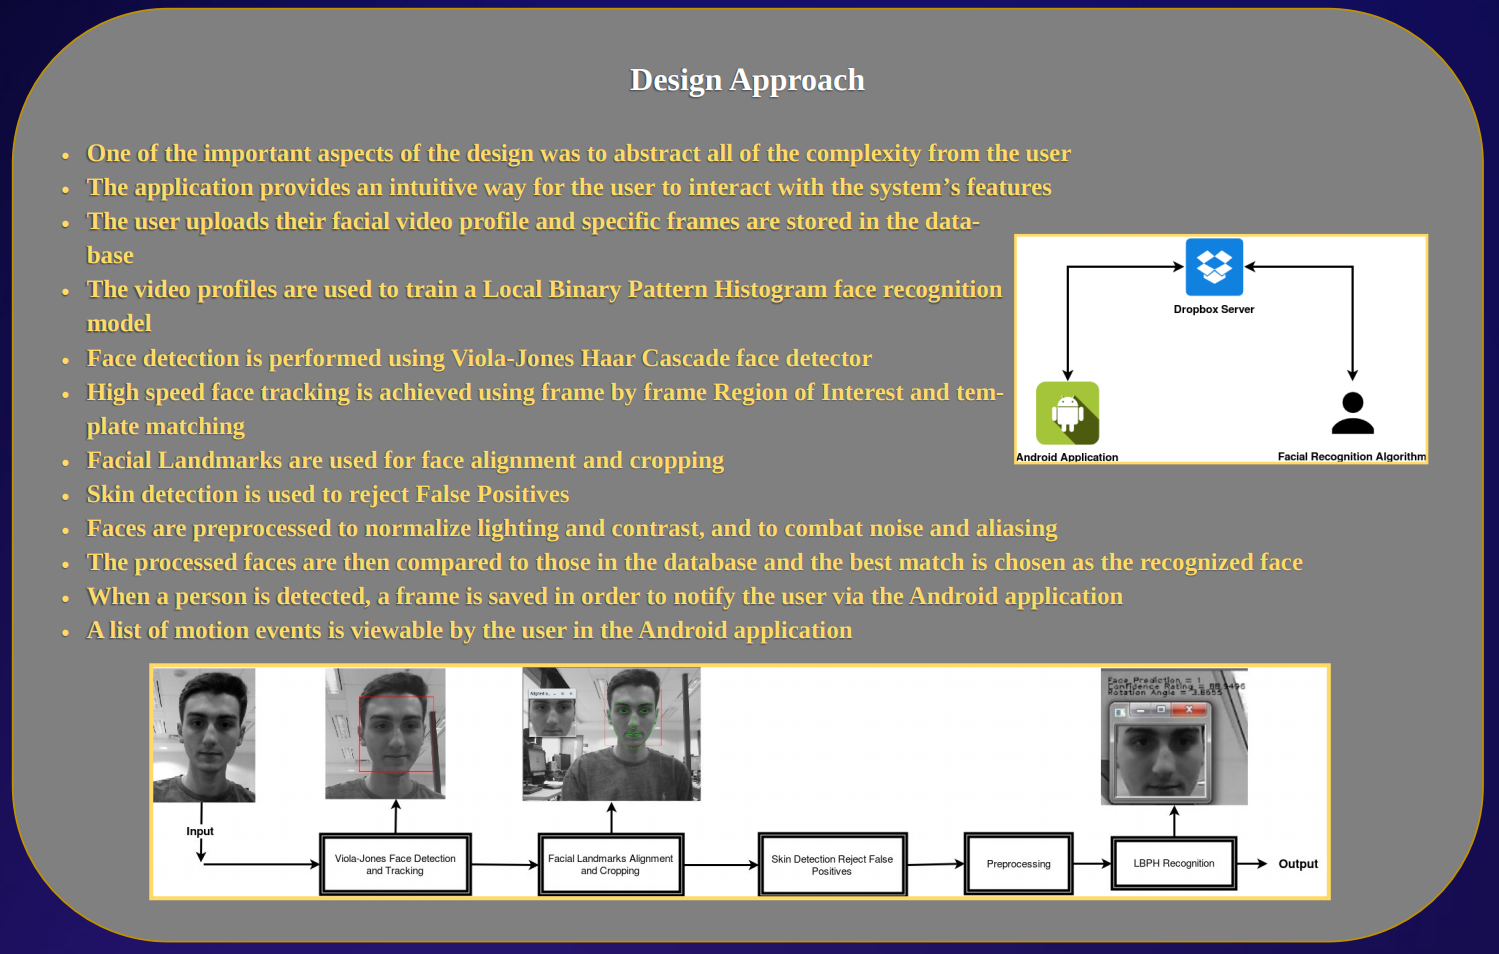 Design Approach
• One of the important aspects of the design was to abstract all of the complexity from the user
• The application provides an intuitive way for the user to interact with the system’s features
• The user uploads their facial video profile and specific frames are stored in the data-
base
• The video profiles are used to train a Local Binary Pattern Histogram face recognition
model
• Face detection is performed using Viola-Jones Haar Cascade face detector
• High speed face tracking is achieved using frame by frame Region of Interest and tem-
plate matching
• Facial Landmarks are used for face alignment and cropping
• Skin detection is used to reject False Positives
• Faces are preprocessed to normalize lighting and contrast, and to combat noise and aliasing
• The processed faces are then compared to those in the database and the best match is chosen as the recognized face
• When a person is detected, a frame is saved in order to notify the user via the Android application
• A list of motion events is viewable by the user in the Android application
Dropbox Server
Android Application
Facial Recognition Algorithm
Face Prediction = 1
Confidence Rating =
Rotation Angle = 3.8655
Input
Viola-Jones Face Detection
and Tracking
Facial Landmarks Alignment
and Cropping
Skin Detection Reject False
Positives
Preprocessing
LBPH Recognition
Output